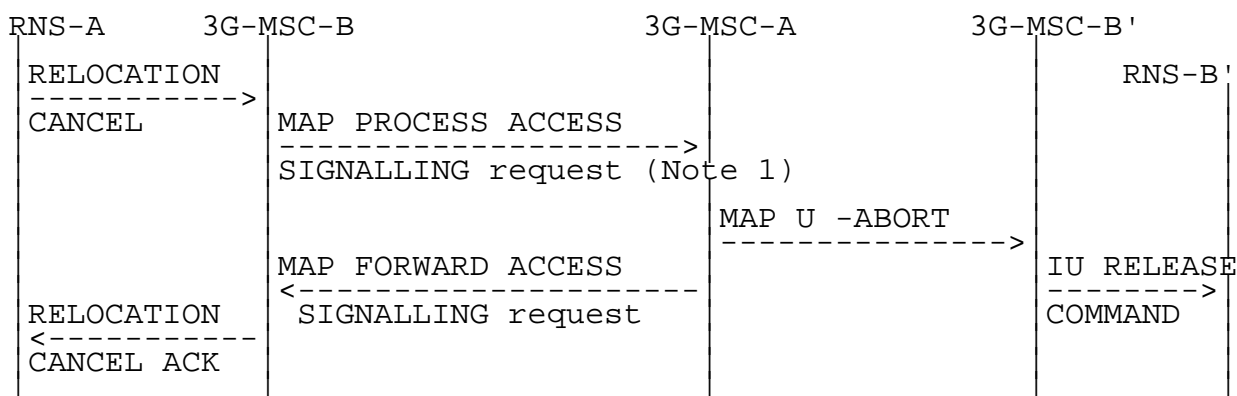 RNS-A 3G-MSC-B 3G-MSC-A 3G-MSC-B'
RELOCATION RNS-B'
CANCEL MAP PROCESS ACCESS
SIGNALLING request (Note 1)
MAP U -ABORT
MAP FORWARD ACCESS IU RELEASE
RELOCATION SIGNALLING request COMMAND
CANCEL ACK